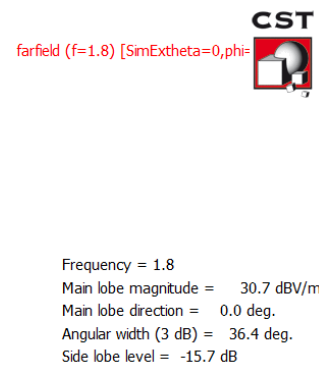 CST
farfield (f=1.8) [SimExtheta=0,phi=
Frequency = 1.8
Main lobe magnitude = 30.7 dBV/m
Main lobe direction = 0.0 deg.
Angular width (3 dB) = 36.4 deg.
Side lobe level = -15.7 dB